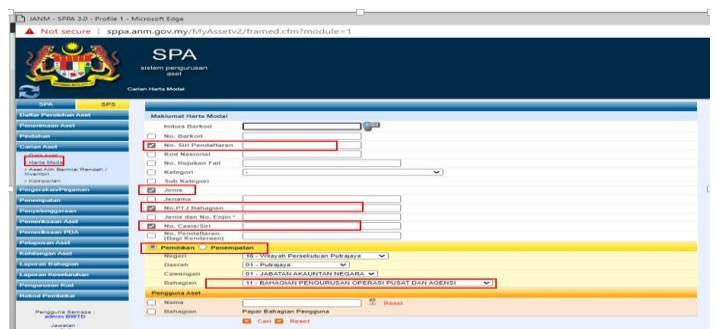 JANM - SPPA 3.0 - Profile 1 - Microsoft Edge
Not secure | sppa.anm.gov.my/MyAssetv2/framed.cfm?module=1
SPA
sistem pengurusan
aset
Carian Harta Modal
SPA SPS
Daftar Perolehan Aset
Penerimaan Aset
Pindahan
Carian Aset
Harta Modal
Aset Alih Bernilai Rendah /
Inventori
Komponen
Pergerakan/Pinjaman
Penempatan
Penyelenggaraan
Pemeriksaan Aset
Pemeriksaan PDA
Pelupusan Aset
Kehilangan Aset
Laporan Bahagian
Laporan Keseluruhan
Pengurusan Kod
Rekod Pembekal
Pengguna Semasa :
admin BWTD
Jawatan :
Maklumat Harta Modal
Imbas Barkod
No. Barkod
No. Siri Pendaftaran
Kod Nasional
No. Rujukan Fail
Kategori -
Sub Kategori
Jenis
Jenama
No.PTJ Bahagian
Jenis dan No. Enjin *
No. Casis/Siri
No. Pendaftaran
(Bagi Kenderaan)
Pemilikan Penempatan
Negeri 16 - Wilayah Persekutuan Putrajaya
Daerah 01 - Putrajaya
Cawangan 01 - JABATAN AKAUNTAN NEGARA
Bahagian 11 - BAHAGIAN PENGURUSAN OPERASI PUSAT DAN AGENSI
Pengguna Aset
Nama Reset
Bahagian Papar Bahagian Pengguna
Cari Reset